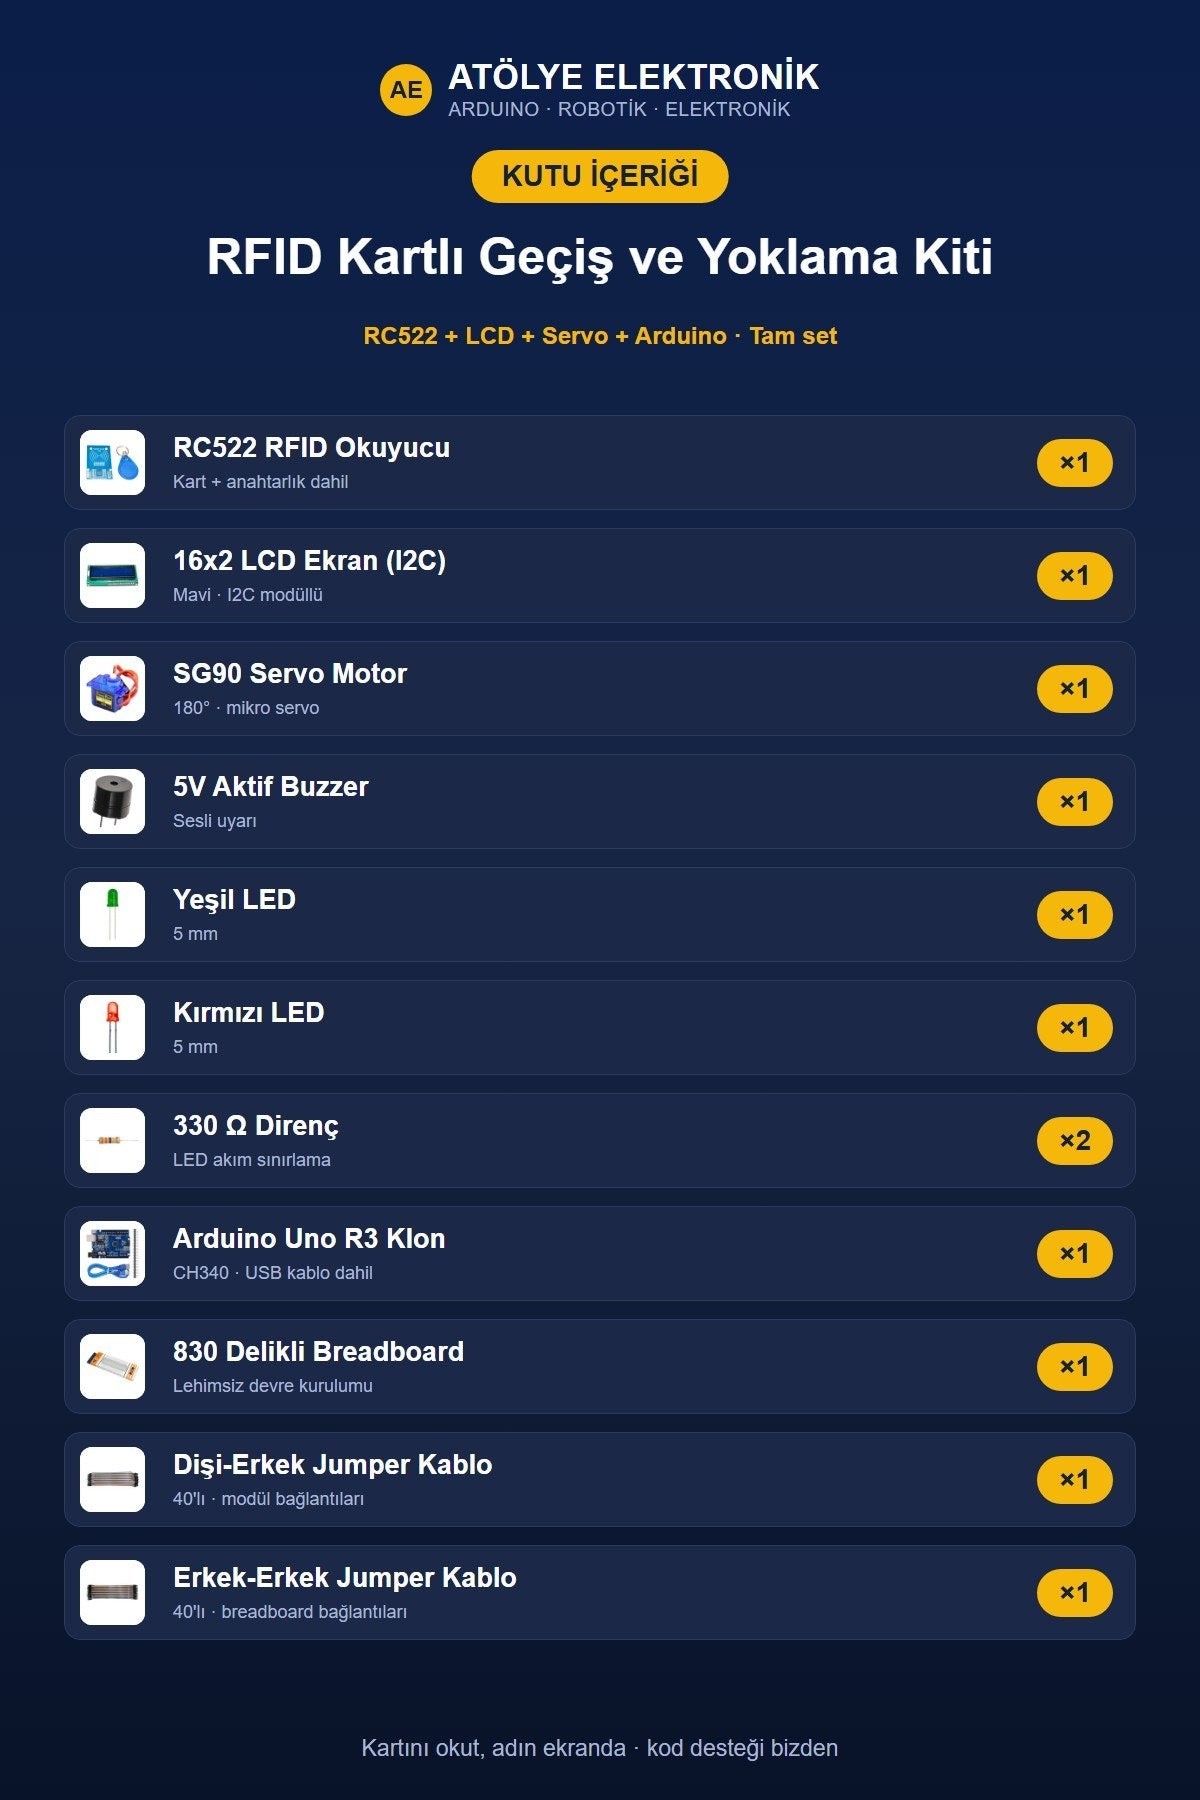 AE
ATÖLYE ELEKTRONİK
ARDUINO · ROBOTİK · ELEKTRONİK
KUTU İÇERİĞİ
RFID Kartlı Geçiş ve Yoklama Kiti
RC522 + LCD + Servo + Arduino · Tam set
RC522 RFID Okuyucu
Kart + anahtarlık dahil
×1
16x2 LCD Ekran (I2C)
Mavi · I2C modüllü
×1
SG90 Servo Motor
180° · mikro servo
×1
5V Aktif Buzzer
Sesli uyarı
×1
Yeşil LED
5 mm
×1
Kırmızı LED
5 mm
×1
330 Ω Direnç
LED akım sınırlama
×2
Arduino Uno R3 Klon
CH340 · USB kablo dahil
×1
830 Delikli Breadboard
Lehimsiz devre kurulumu
×1
Dişi-Erkek Jumper Kablo
40'lı · modül bağlantıları
×1
Erkek-Erkek Jumper Kablo
40'lı · breadboard bağlantıları
×1
Kartını okut, adın ekranda · kod desteği bizden